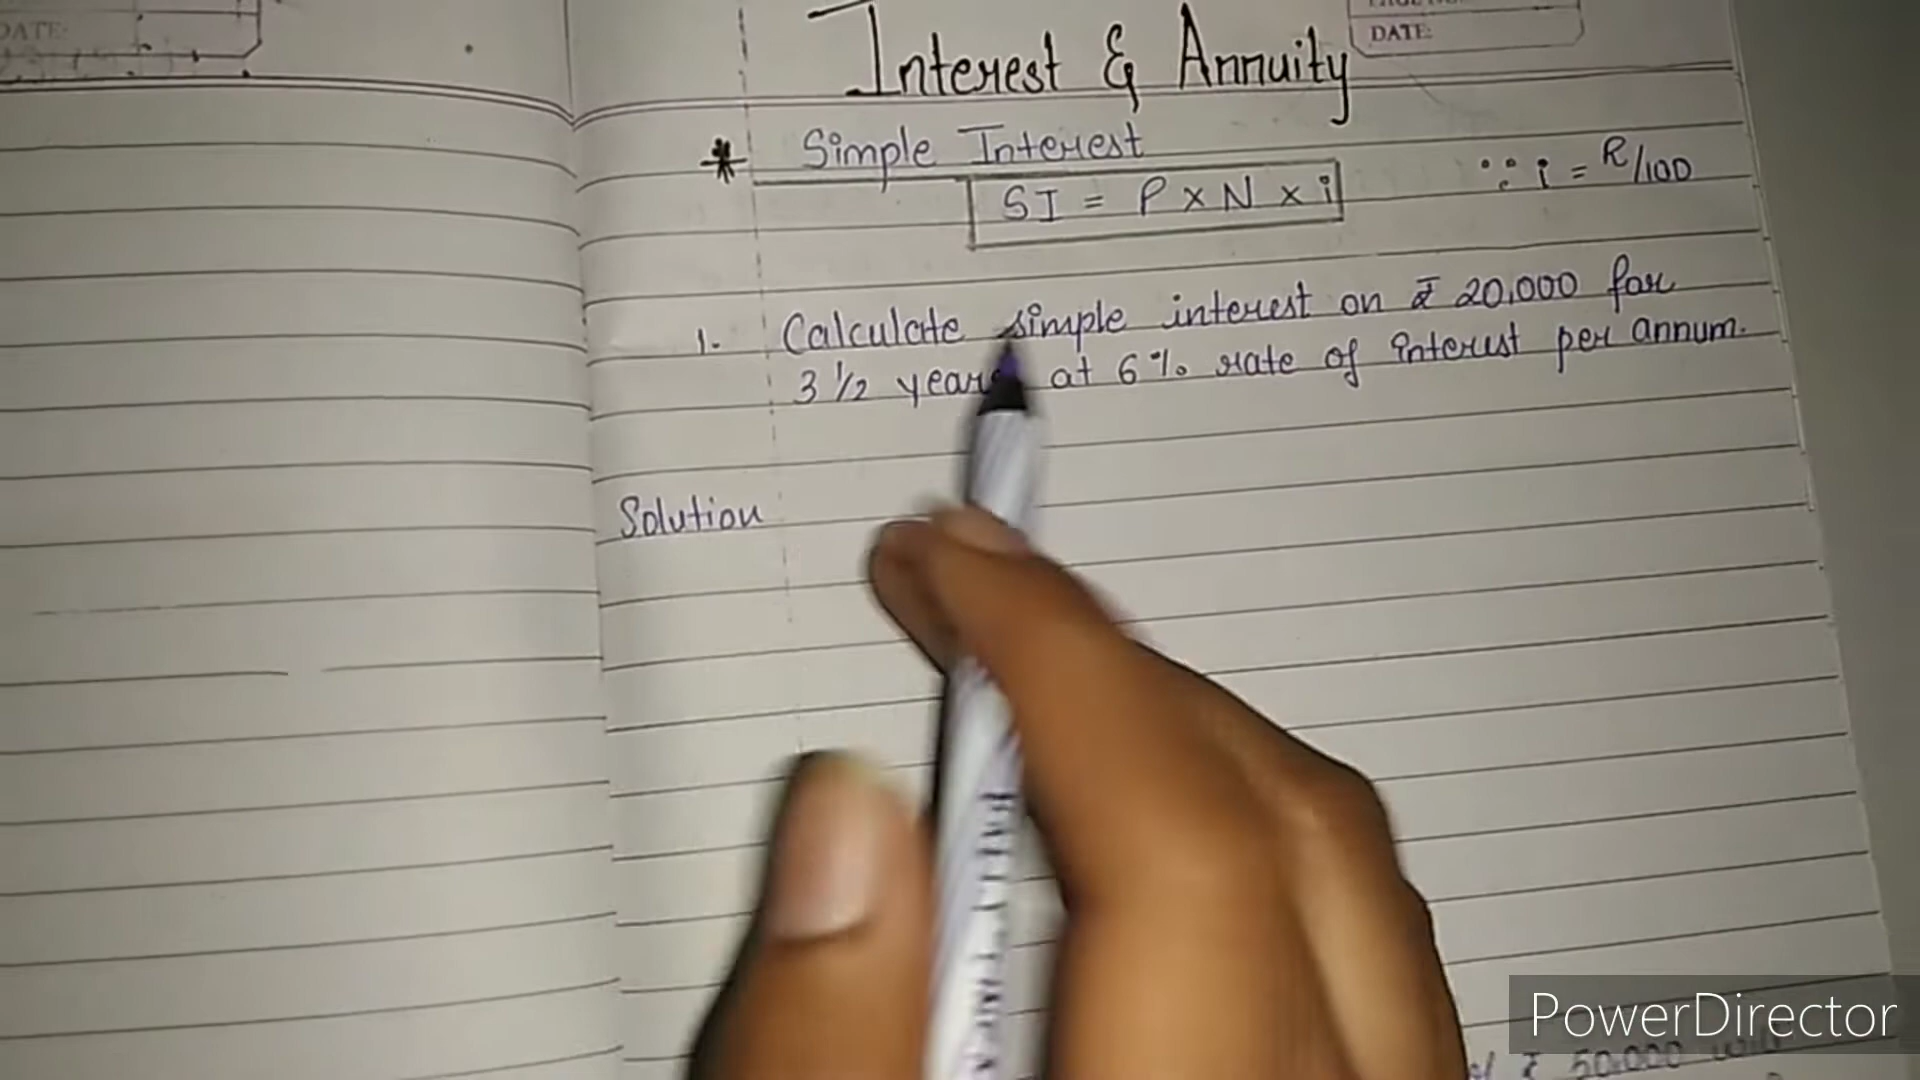 DATE:
DATE:
Interest & Annuity
* Simple Interest
SI = P × N × i
∵ i = R/100
1. Calculate simple interest on ₹ 20,000 for
3 1/2 years at 6% rate of interest per annum.
Solution
₹ 50,000
PowerDirector